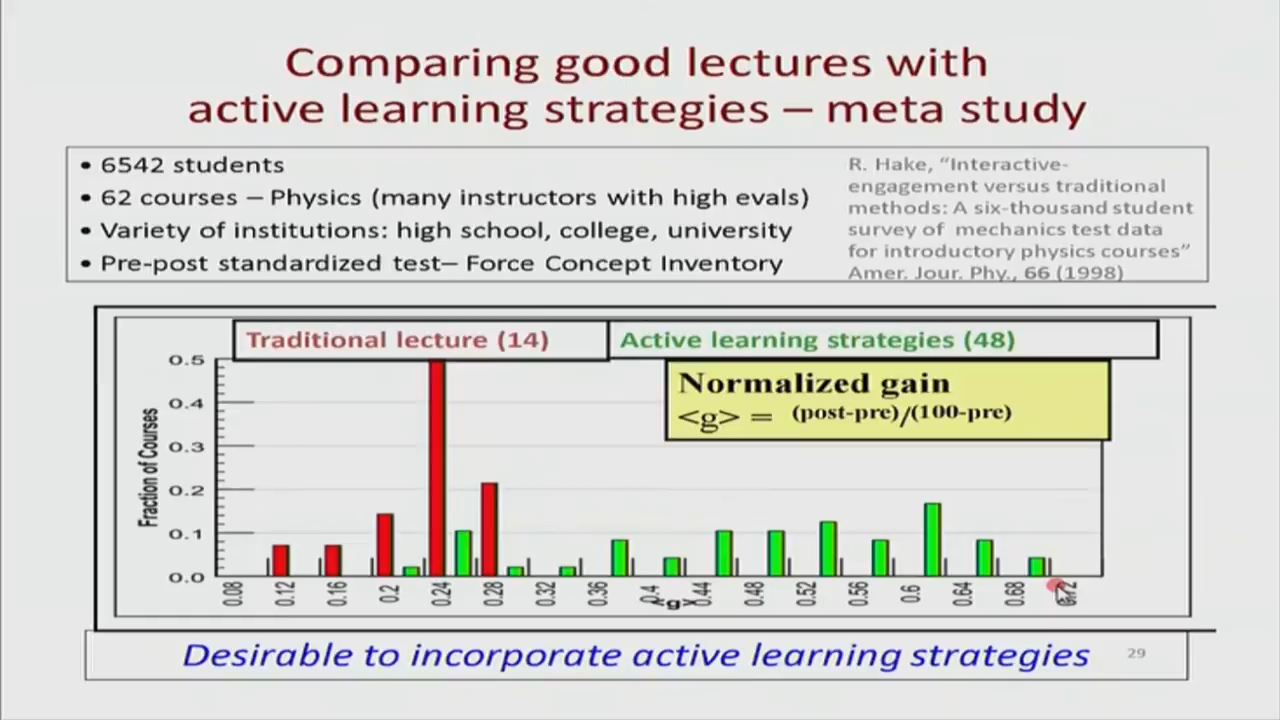 Comparing good lectures with
active learning strategies – meta study
• 6542 students
• 62 courses – Physics (many instructors with high evals)
• Variety of institutions: high school, college, university
• Pre-post standardized test– Force Concept Inventory
R. Hake, “Interactive-
engagement versus traditional
methods: A six-thousand student
survey of mechanics test data
for introductory physics courses”
Amer. Jour. Phy., 66 (1998)
Traditional lecture (14)
Active learning strategies (48)
Normalized gain
<g> = (post-pre)/(100-pre)
Fraction of Courses
0.5
0.4
0.3
0.2
0.1
0.0
0.08 0.12 0.16 0.2 0.24 0.28 0.32 0.36 0.4 0.44 0.48 0.52 0.56 0.6 0.64 0.68
Desirable to incorporate active learning strategies
29